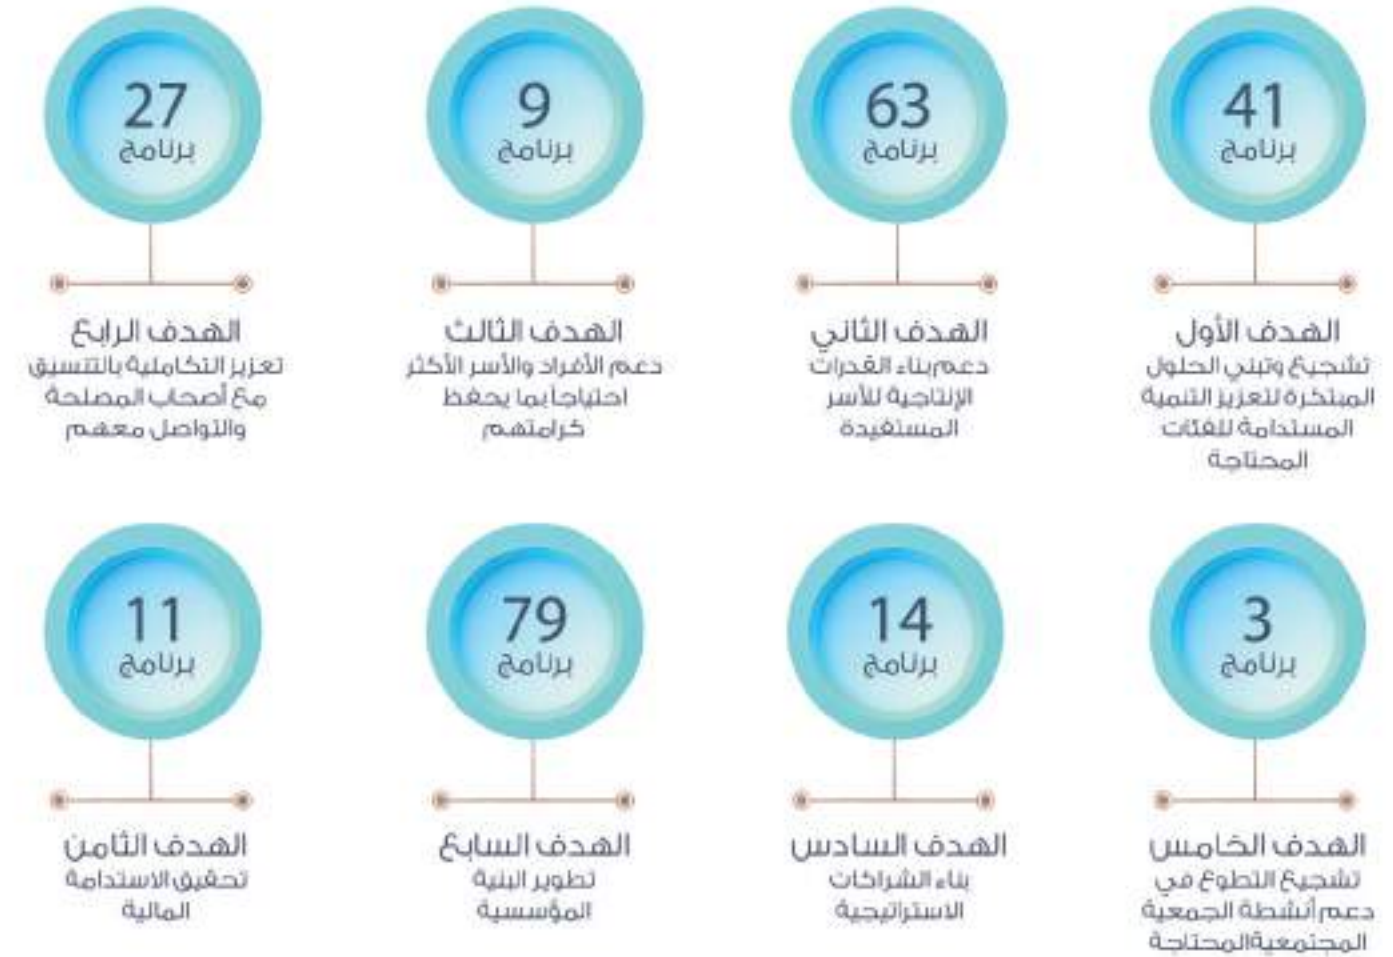 41
برنامج
الهدف الأول
تشجيع وتبني الحلول
المبتكرة لتعزيز التنمية
المستدامة للفئات
المحتاجة
63
برنامج
الهدف الثاني
دعم بناء القدرات
الإنتاجية للأسر
المستفيدة
9
برنامج
الهدف الثالث
دعم الأفراد والأسر الأكثر
احتياجاً بما يحفظ
كرامتهم
27
برنامج
الهدف الرابع
تعزيز التكاملية بالتنسيق
مع أصحاب المصلحة
والتواصل معهم
3
برنامج
الهدف الخامس
تشجيع التطوع في
دعم أنشطة الجمعية
المجتمعية|المحتاجة
14
برنامج
الهدف السادس
بناء الشراكات
الاستراتيجية
79
برنامج
الهدف السابع
تطوير البنية
المؤسسية
11
برنامج
الهدف الثامن
تحقيق الاستدامة
المالية